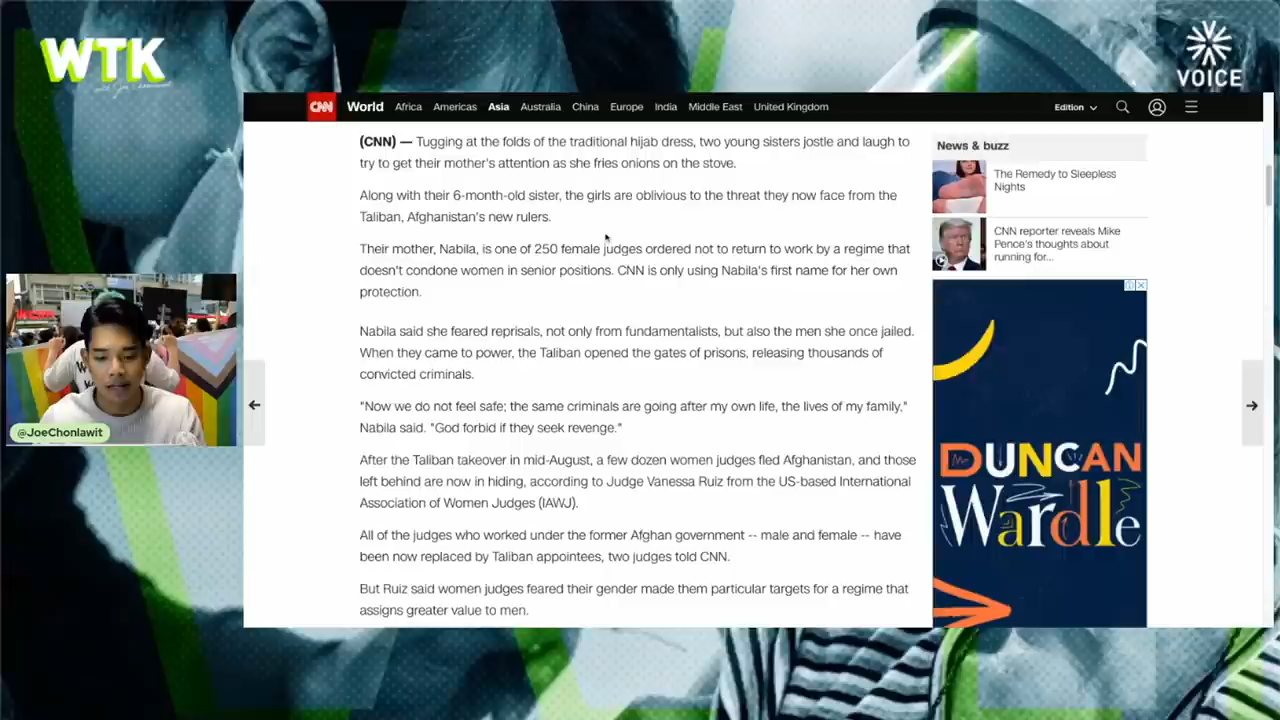 WTK
VOICE
CNN World Africa Americas Asia Australia China Europe India Middle East United Kingdom Edition
(CNN) — Tugging at the folds of the traditional hijab dress, two young sisters jostle and laugh to
try to get their mother's attention as she fries onions on the stove.
Along with their 6-month-old sister, the girls are oblivious to the threat they now face from the
Taliban, Afghanistan's new rulers.
Their mother, Nabila, is one of 250 female judges ordered not to return to work by a regime that
doesn't condone women in senior positions. CNN is only using Nabila's first name for her own
protection.
Nabila said she feared reprisals, not only from fundamentalists, but also the men she once jailed.
When they came to power, the Taliban opened the gates of prisons, releasing thousands of
convicted criminals.
"Now we do not feel safe; the same criminals are going after my own life, the lives of my family,"
Nabila said. "God forbid if they seek revenge."
After the Taliban takeover in mid-August, a few dozen women judges fled Afghanistan, and those
left behind are now in hiding, according to Judge Vanessa Ruiz from the US-based International
Association of Women Judges (IAWJ).
All of the judges who worked under the former Afghan government -- male and female -- have
been now replaced by Taliban appointees, two judges told CNN.
But Ruiz said women judges feared their gender made them particular targets for a regime that
assigns greater value to men.
News & buzz
The Remedy to Sleepless
Nights
CNN reporter reveals Mike
Pence's thoughts about
running for...
DUNCAN
Wardle
@JoeChonlawit